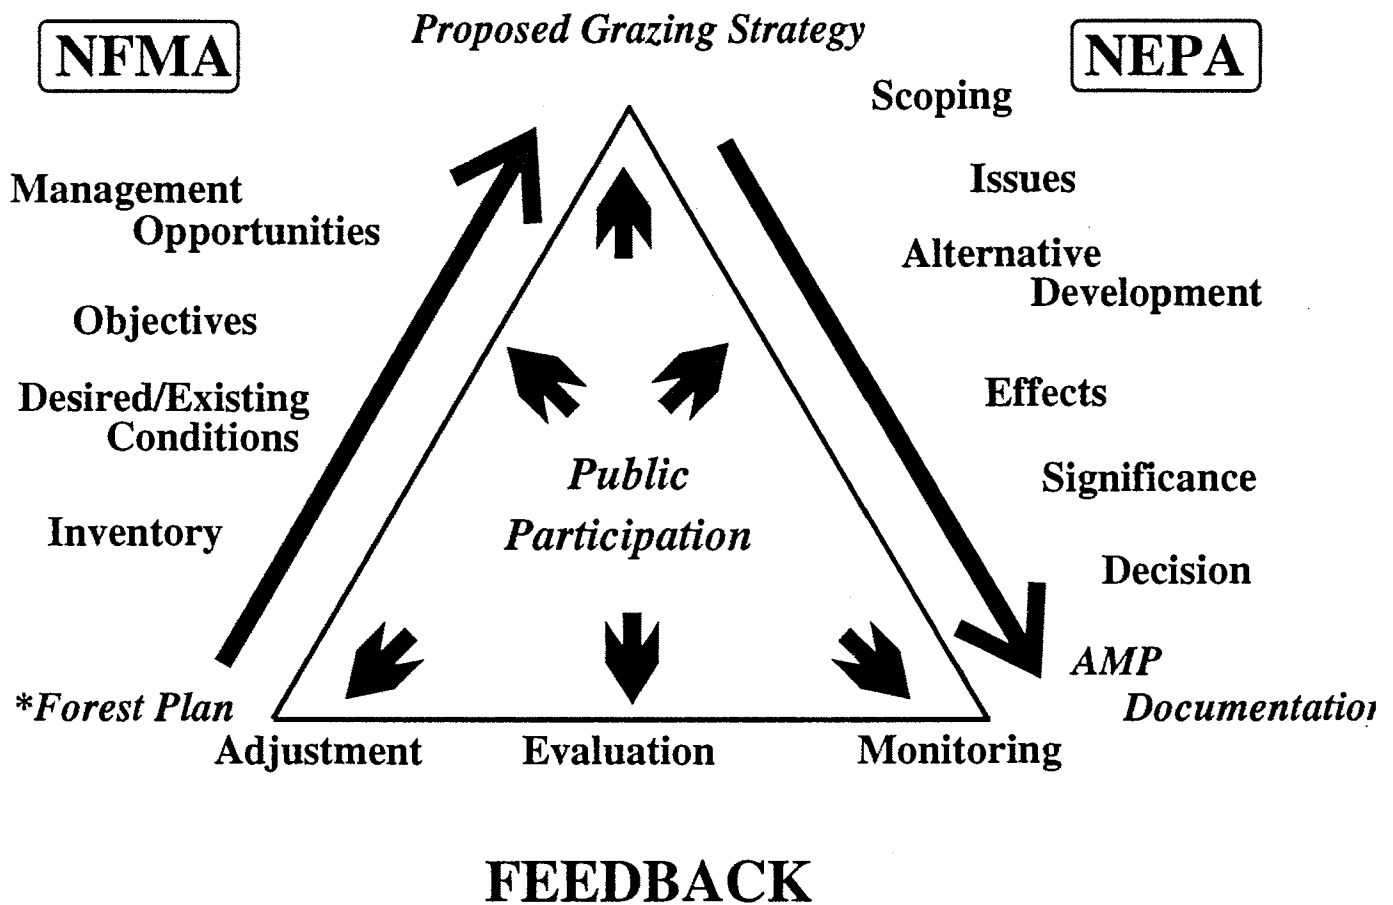 Proposed Grazing Strategy
NFMA
NEPA
Scoping
Management
Opportunities
Issues
Alternative
Development
Objectives
Desired/Existing
Conditions
Effects
Public
Participation
Significance
Inventory
Decision
AMP
Documentation
*Forest Plan
Adjustment
Evaluation
Monitoring
FEEDBACK